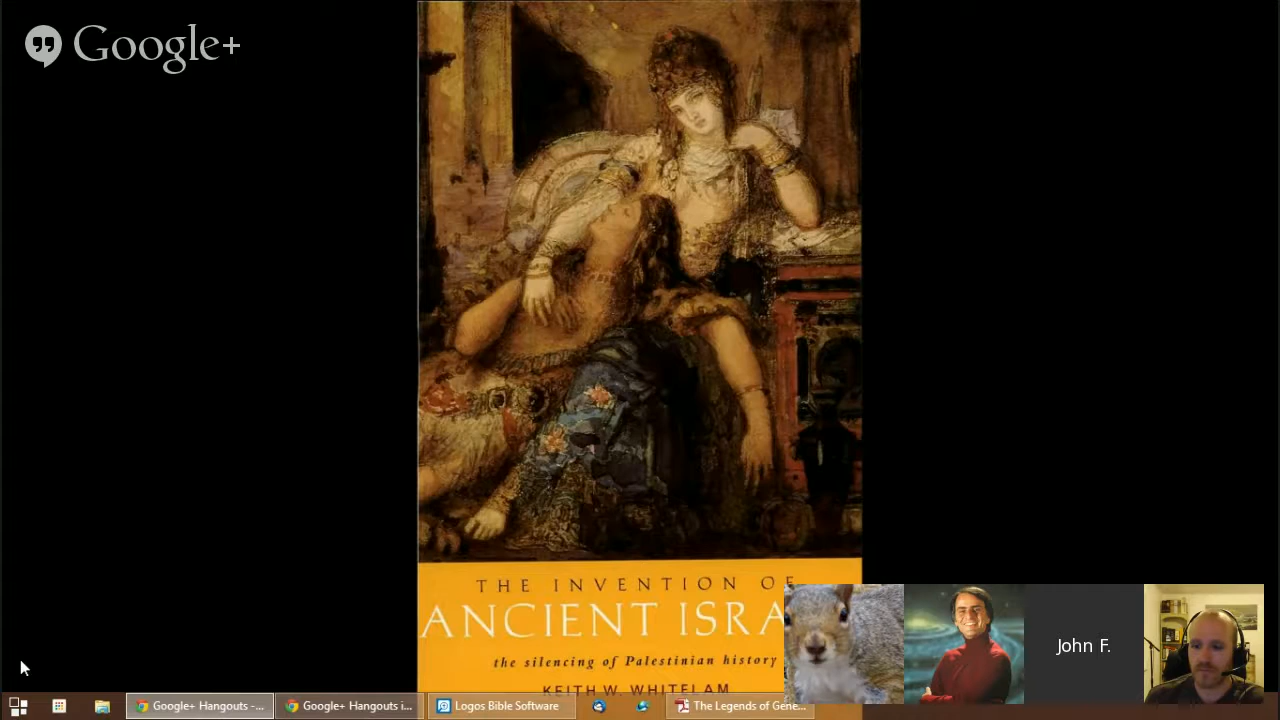 Google+
THE INVENTION OF
ANCIENT ISRA
the silencing of Palestinian history
KEITH W. WHITELAM
John F.
Google+ Hangouts -...
Google+ Hangouts i...
Logos Bible Software
The Legends of Gene...